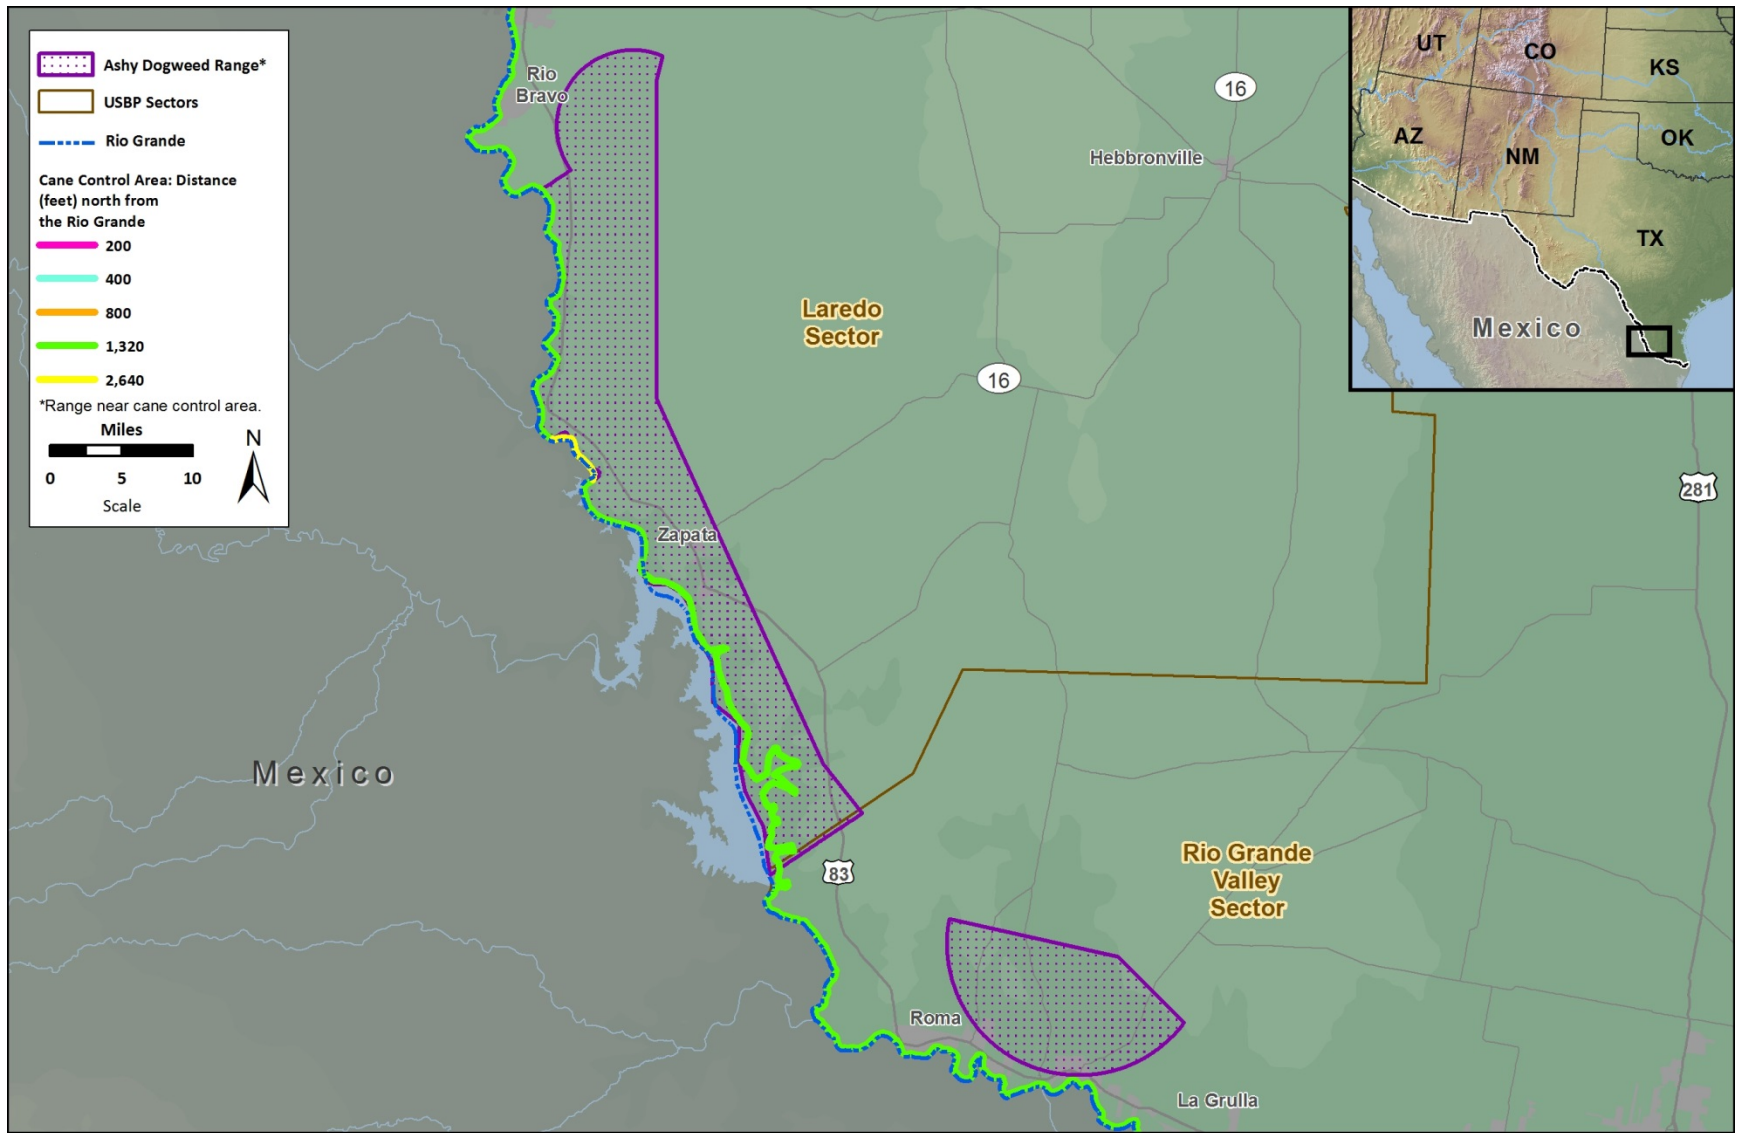 Ashy Dogweed Range*
USBP Sectors
Rio Grande
Cane Control Area: Distance
(feet) north from
the Rio Grande
200
400
800
1,320
2,640
*Range near cane control area.
Miles
0 5 10
Scale
N
Rio
Bravo
16
Hebbronville
Laredo
Sector
16
281
Zapata
Mexico
83
Rio Grande
Valley
Sector
Roma
La Grulla
UT
CO
KS
AZ
NM
OK
TX
Mexico